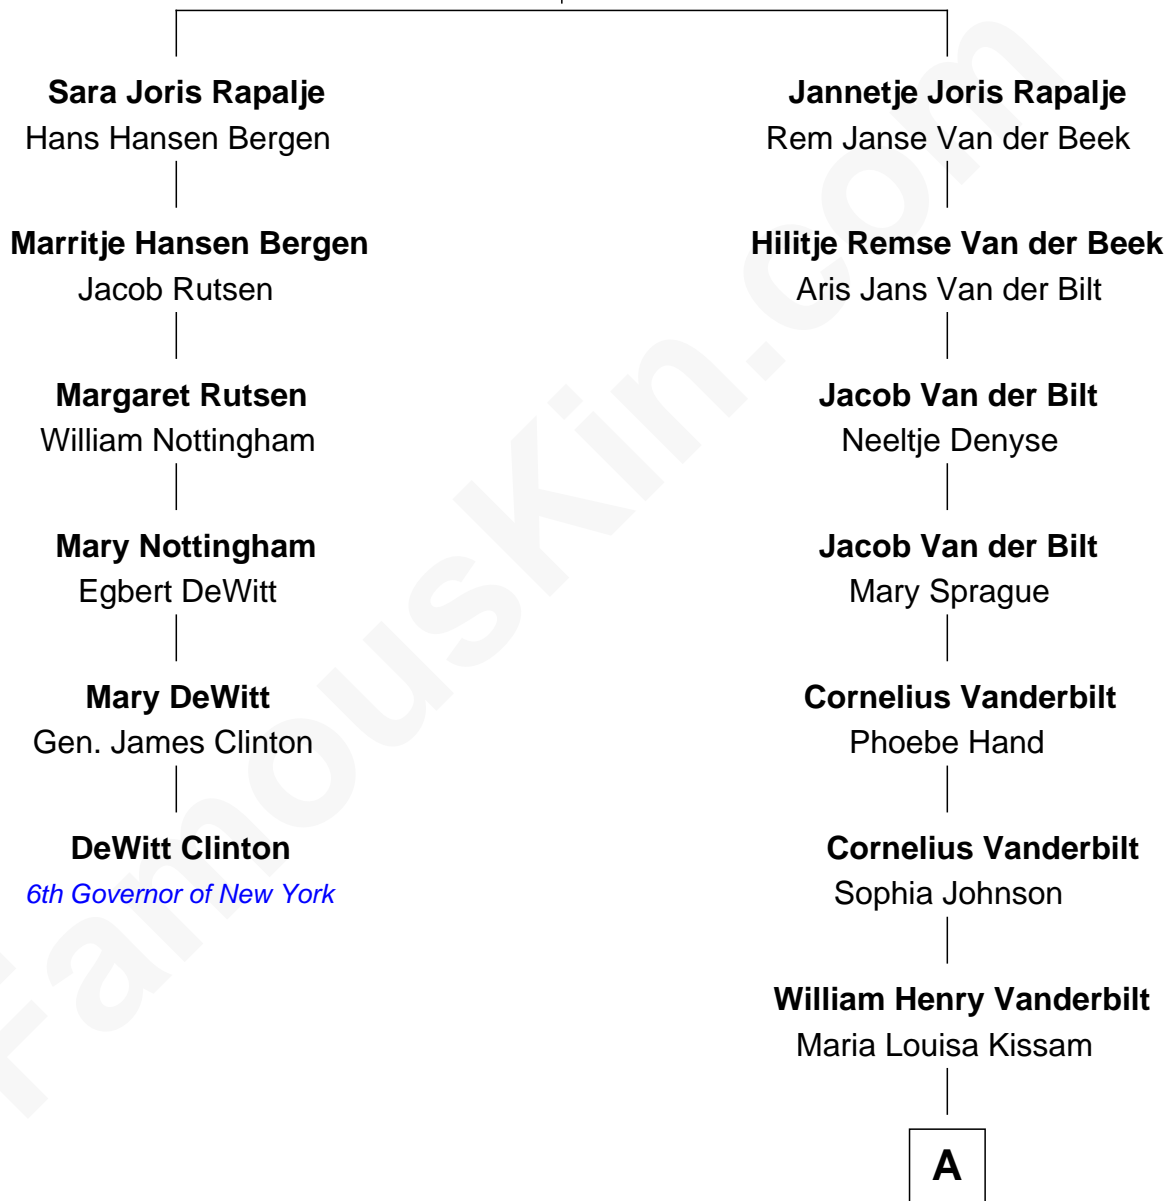 Sara Joris Rapalje
Hans Hansen Bergen
Marritje Hansen Bergen
Jacob Rutsen
Margaret Rutsen
William Nottingham
Mary Nottingham
Egbert DeWitt
Mary DeWitt
Gen. James Clinton
DeWitt Clinton
6th Governor of New York
Jannetje Joris Rapalje
Rem Janse Van der Beek
Hilitje Remse Van der Beek
Aris Jans Van der Bilt
Jacob Van der Bilt
Neeltje Denyse
Jacob Van der Bilt
Mary Sprague
Cornelius Vanderbilt
Phoebe Hand
Cornelius Vanderbilt
Sophia Johnson
William Henry Vanderbilt
Maria Louisa Kissam
A
FamousKin.com